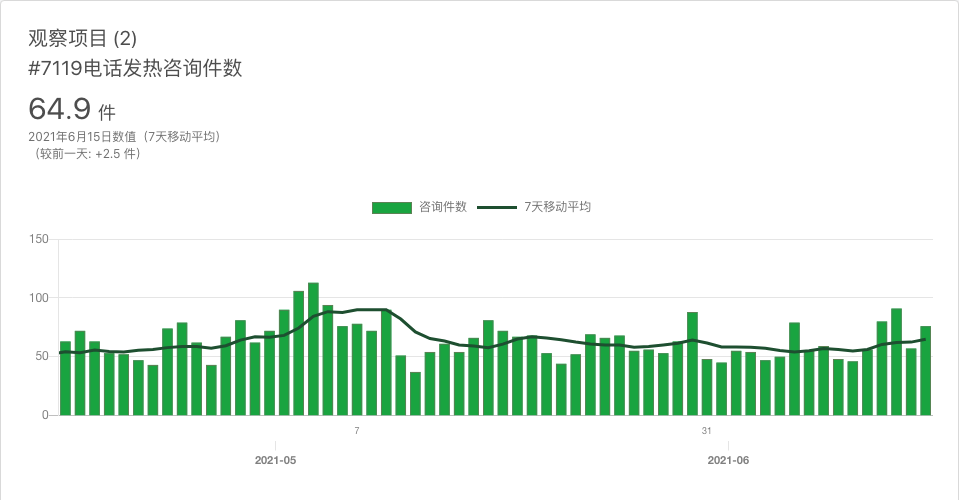 观察项目 (2)
#7119电话发热咨询件数
64.9 件
2021年6月15日数值（7天移动平均）
（较前一天: +2.5 件）
咨询件数 7天移动平均
150
100
50
0
7 31
2021-05 2021-06